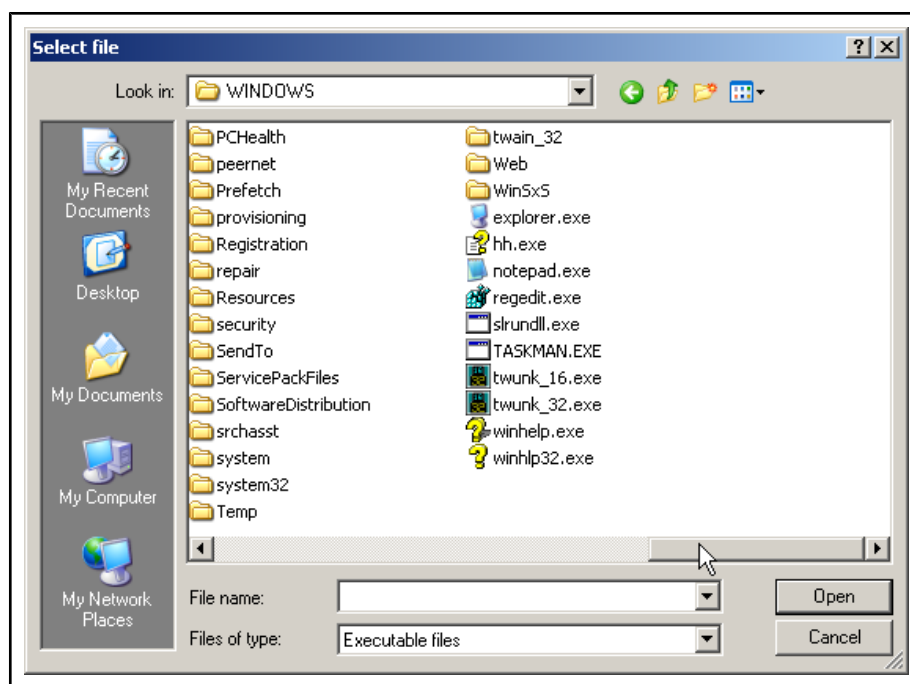 Select file
Look in:
WINDOWS
My Recent
Documents
Desktop
My Documents
My Computer
My Network
Places
PCHealth
peernet
Prefetch
provisioning
Registration
repair
Resources
security
SendTo
ServicePackFiles
SoftwareDistribution
srchasst
system
system32
Temp
twain_32
Web
WinSxS
explorer.exe
hh.exe
notepad.exe
regedit.exe
slrundll.exe
TASKMAN.EXE
twunk_16.exe
twunk_32.exe
winhelp.exe
winhlp32.exe
File name:
Open
Files of type:
Executable files
Cancel